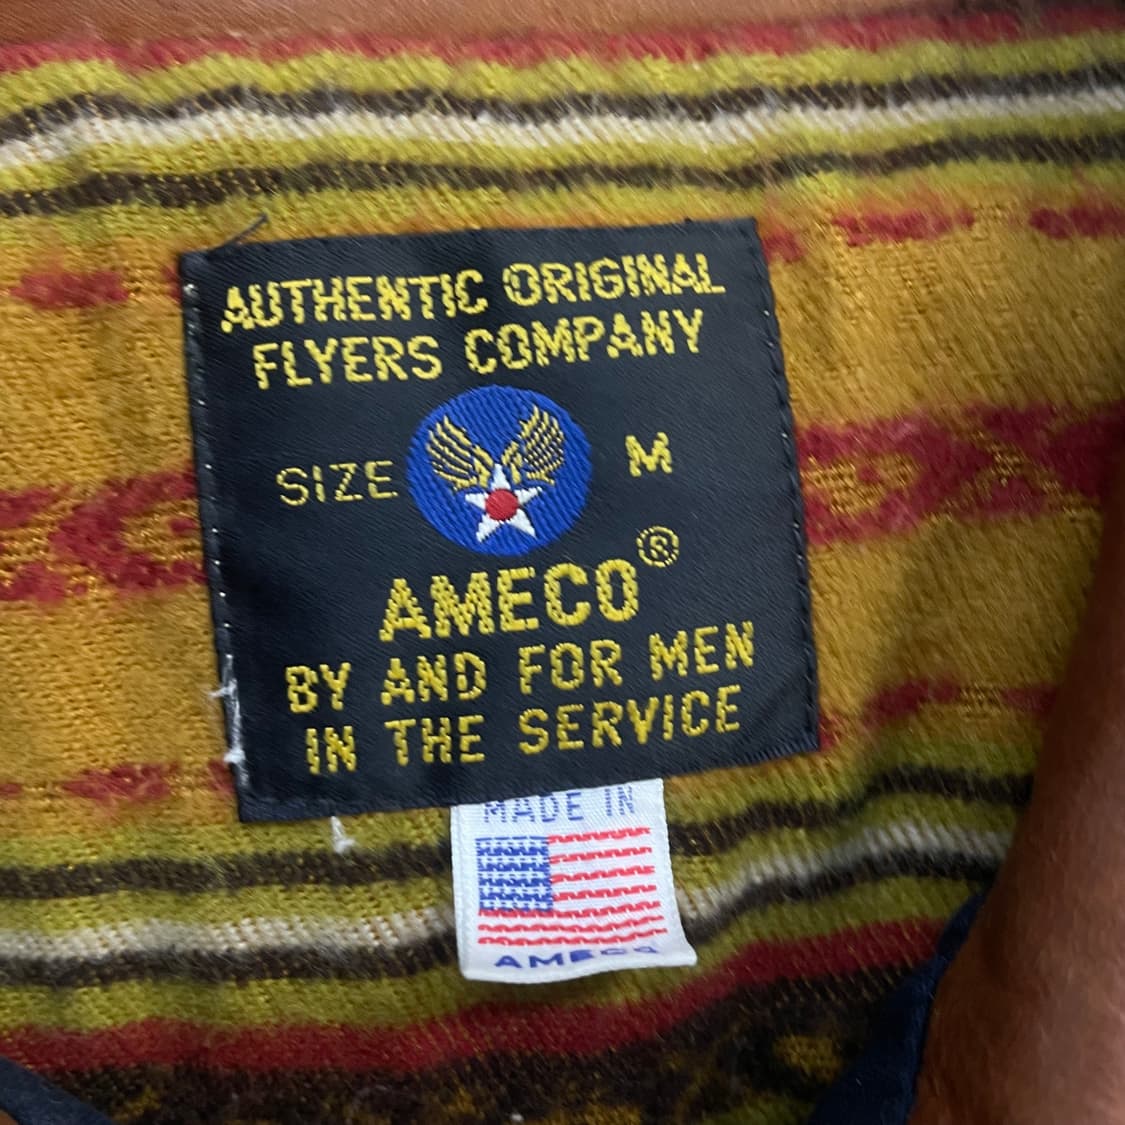 AUTHENTIC ORIGINAL
FLYERS COMPANY
SIZE M
AMECO®
BY AND FOR MEN
IN THE SERVICE
MADE IN
AMECO